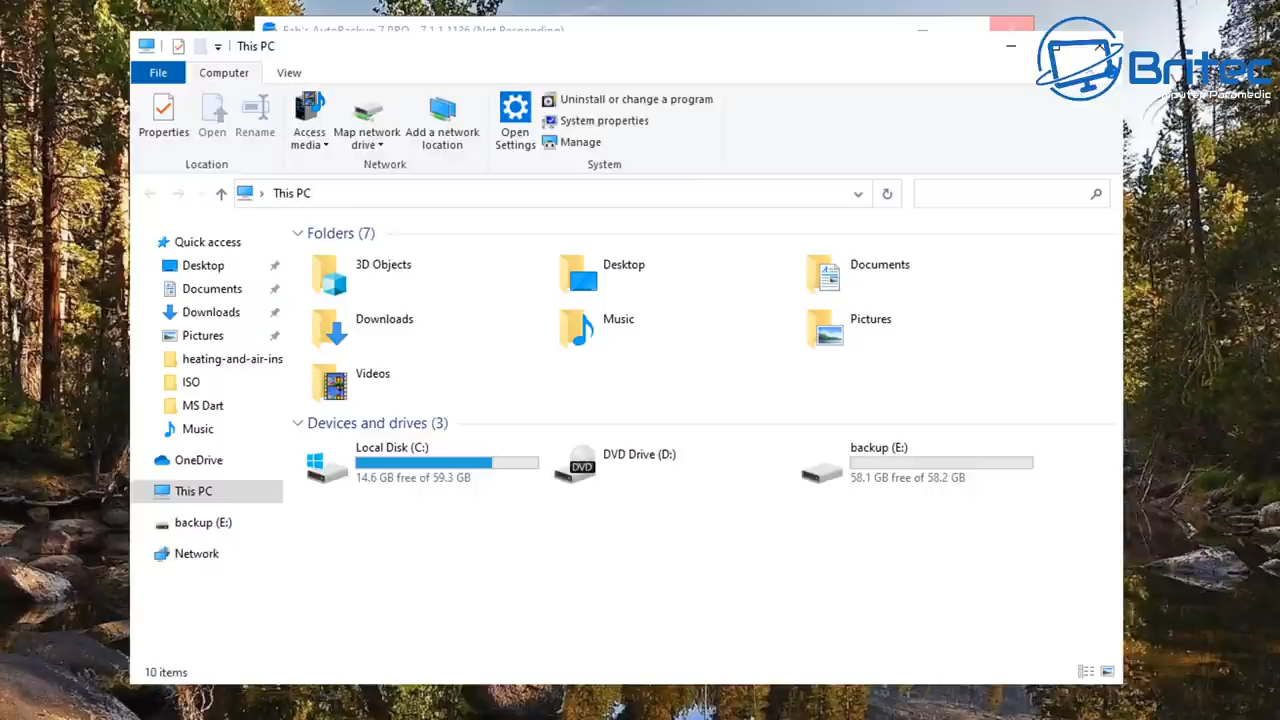 Fab's AutoBackup 7 PRO - 7.1.1.1136 (Not Responding)
This PC
Britec
Computer Paramedic
File
Computer
View
Properties
Open
Rename
Access media
Map network drive
Add a network location
Open Settings
Uninstall or change a program
System properties
Manage
Location
Network
System
This PC
Quick access
Desktop
Documents
Downloads
Pictures
heating-and-air-ins
ISO
MS Dart
Music
OneDrive
This PC
backup (E:)
Network
Folders (7)
3D Objects
Desktop
Documents
Downloads
Music
Pictures
Videos
Devices and drives (3)
Local Disk (C:)
14.6 GB free of 59.3 GB
DVD Drive (D:)
DVD
backup (E:)
58.1 GB free of 58.2 GB
10 items